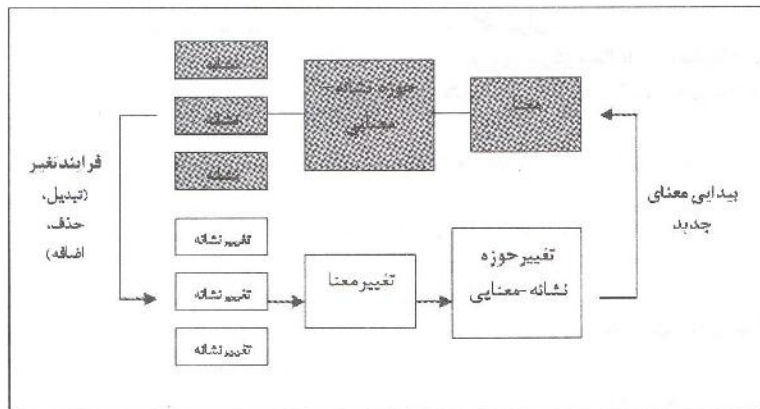 نشانه
نشانه
نشانه
حوزه نشانه-
معنایی
معنا
فرایند تغیر
(تبدیل،
حذف،
اضافه)
پیدایی معنای
جدید
تغییر نشانه
تغییر نشانه
تغییر نشانه
تغییر معنا
تغییر حوزه
نشانه-معنایی